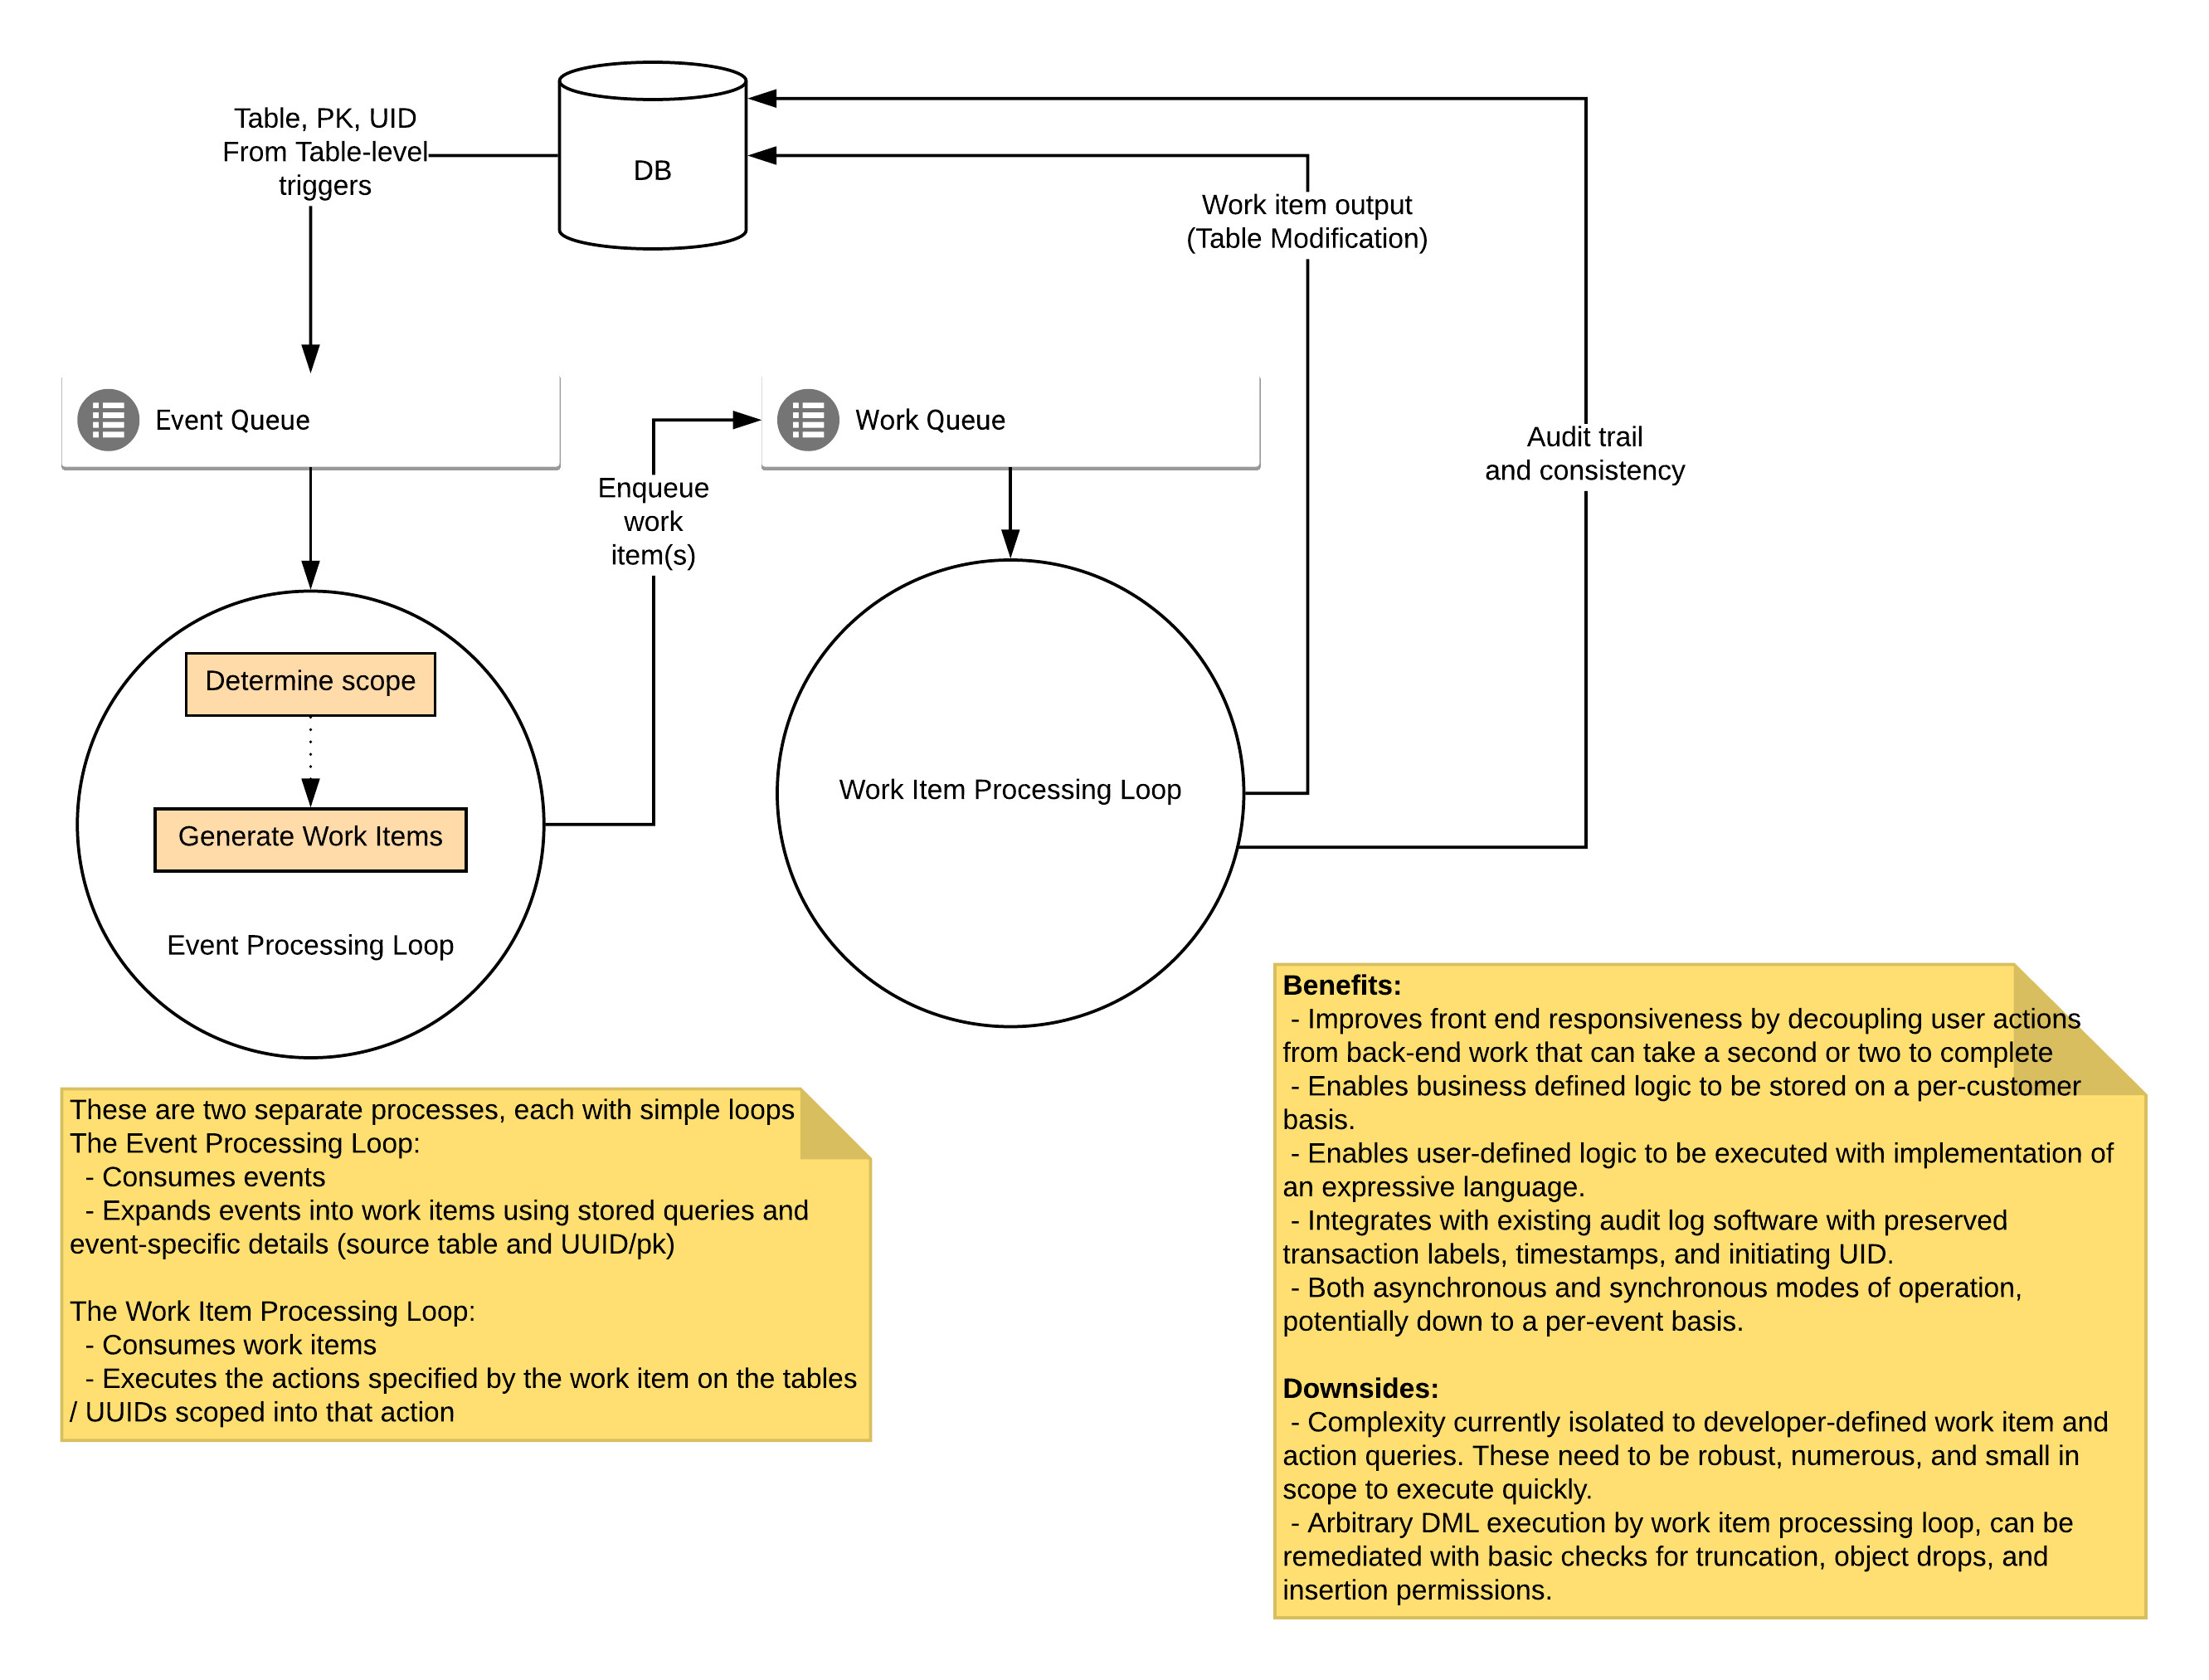 Table, PK, UID
From Table-level
triggers
DB
Work item output
(Table Modification)
Event Queue
Work Queue
Audit trail
and consistency
Enqueue
work
item(s)
Determine scope
Generate Work Items
Event Processing Loop
Work Item Processing Loop
These are two separate processes, each with simple loops
The Event Processing Loop:
- Consumes events
- Expands events into work items using stored queries and
event-specific details (source table and UUID/pk)
The Work Item Processing Loop:
- Consumes work items
- Executes the actions specified by the work item on the tables
/ UUIDs scoped into that action
Benefits:
- Improves front end responsiveness by decoupling user actions
from back-end work that can take a second or two to complete
- Enables business defined logic to be stored on a per-customer
basis.
- Enables user-defined logic to be executed with implementation of
an expressive language.
- Integrates with existing audit log software with preserved
transaction labels, timestamps, and initiating UID.
- Both asynchronous and synchronous modes of operation,
potentially down to a per-event basis.
Downsides:
- Complexity currently isolated to developer-defined work item and
action queries. These need to be robust, numerous, and small in
scope to execute quickly.
- Arbitrary DML execution by work item processing loop, can be
remediated with basic checks for truncation, object drops, and
insertion permissions.